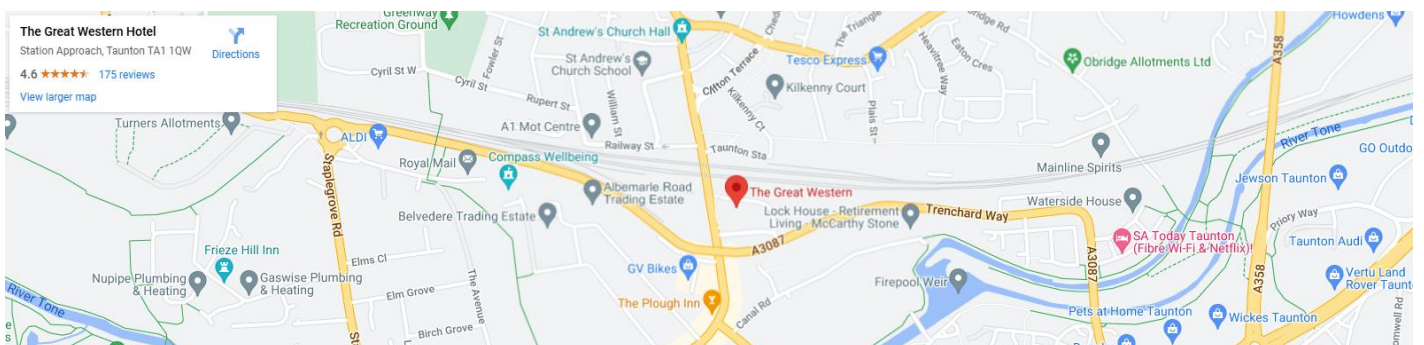 The Great Western Hotel
Station Approach, Taunton TA1 1QW
4.6
175 reviews
View larger map
Directions
Greenway
Recreation Ground
St Andrew's Church Hall
St Andrew's
Church School
Cyril St W
Cyril St
Fowler St
Rupert St
William St
Clifton Terrace
The Triangle
Tesco Express
Kilkenny Court
Kilkenny Ct
Plais St
Heavitree Way
Eaton Cres
Obridge Allotments Ltd
Howdens
A358
River Tone
GO Outdo
Turners Allotments
ALDI
A1 Mot Centre
Railway St
Royal Mail
Compass Wellbeing
Taunton Sta
Mainline Spirits
Jewson Taunton
Albemarle Road
Trading Estate
The Great Western
Belvedere Trading Estate
Lock House - Retirement
Living - McCarthy Stone
Trenchard Way
Waterside House
Priory Way
Staplegrove Rd
SA Today Taunton
(Fibre Wi-Fi & Netflix)!
Taunton Audi
A3087
A3087
A358
Frieze Hill Inn
Elms Cl
The Avenue
GV Bikes
Firepool Weir
Vertu Land
Rover Taunt
Nupipe Plumbing
& Heating
Gaswise Plumbing
& Heating
Elm Grove
The Plough Inn
Canal Rd
River Tone
Birch Grove
Pets at Home Taunton
Wickes Taunton